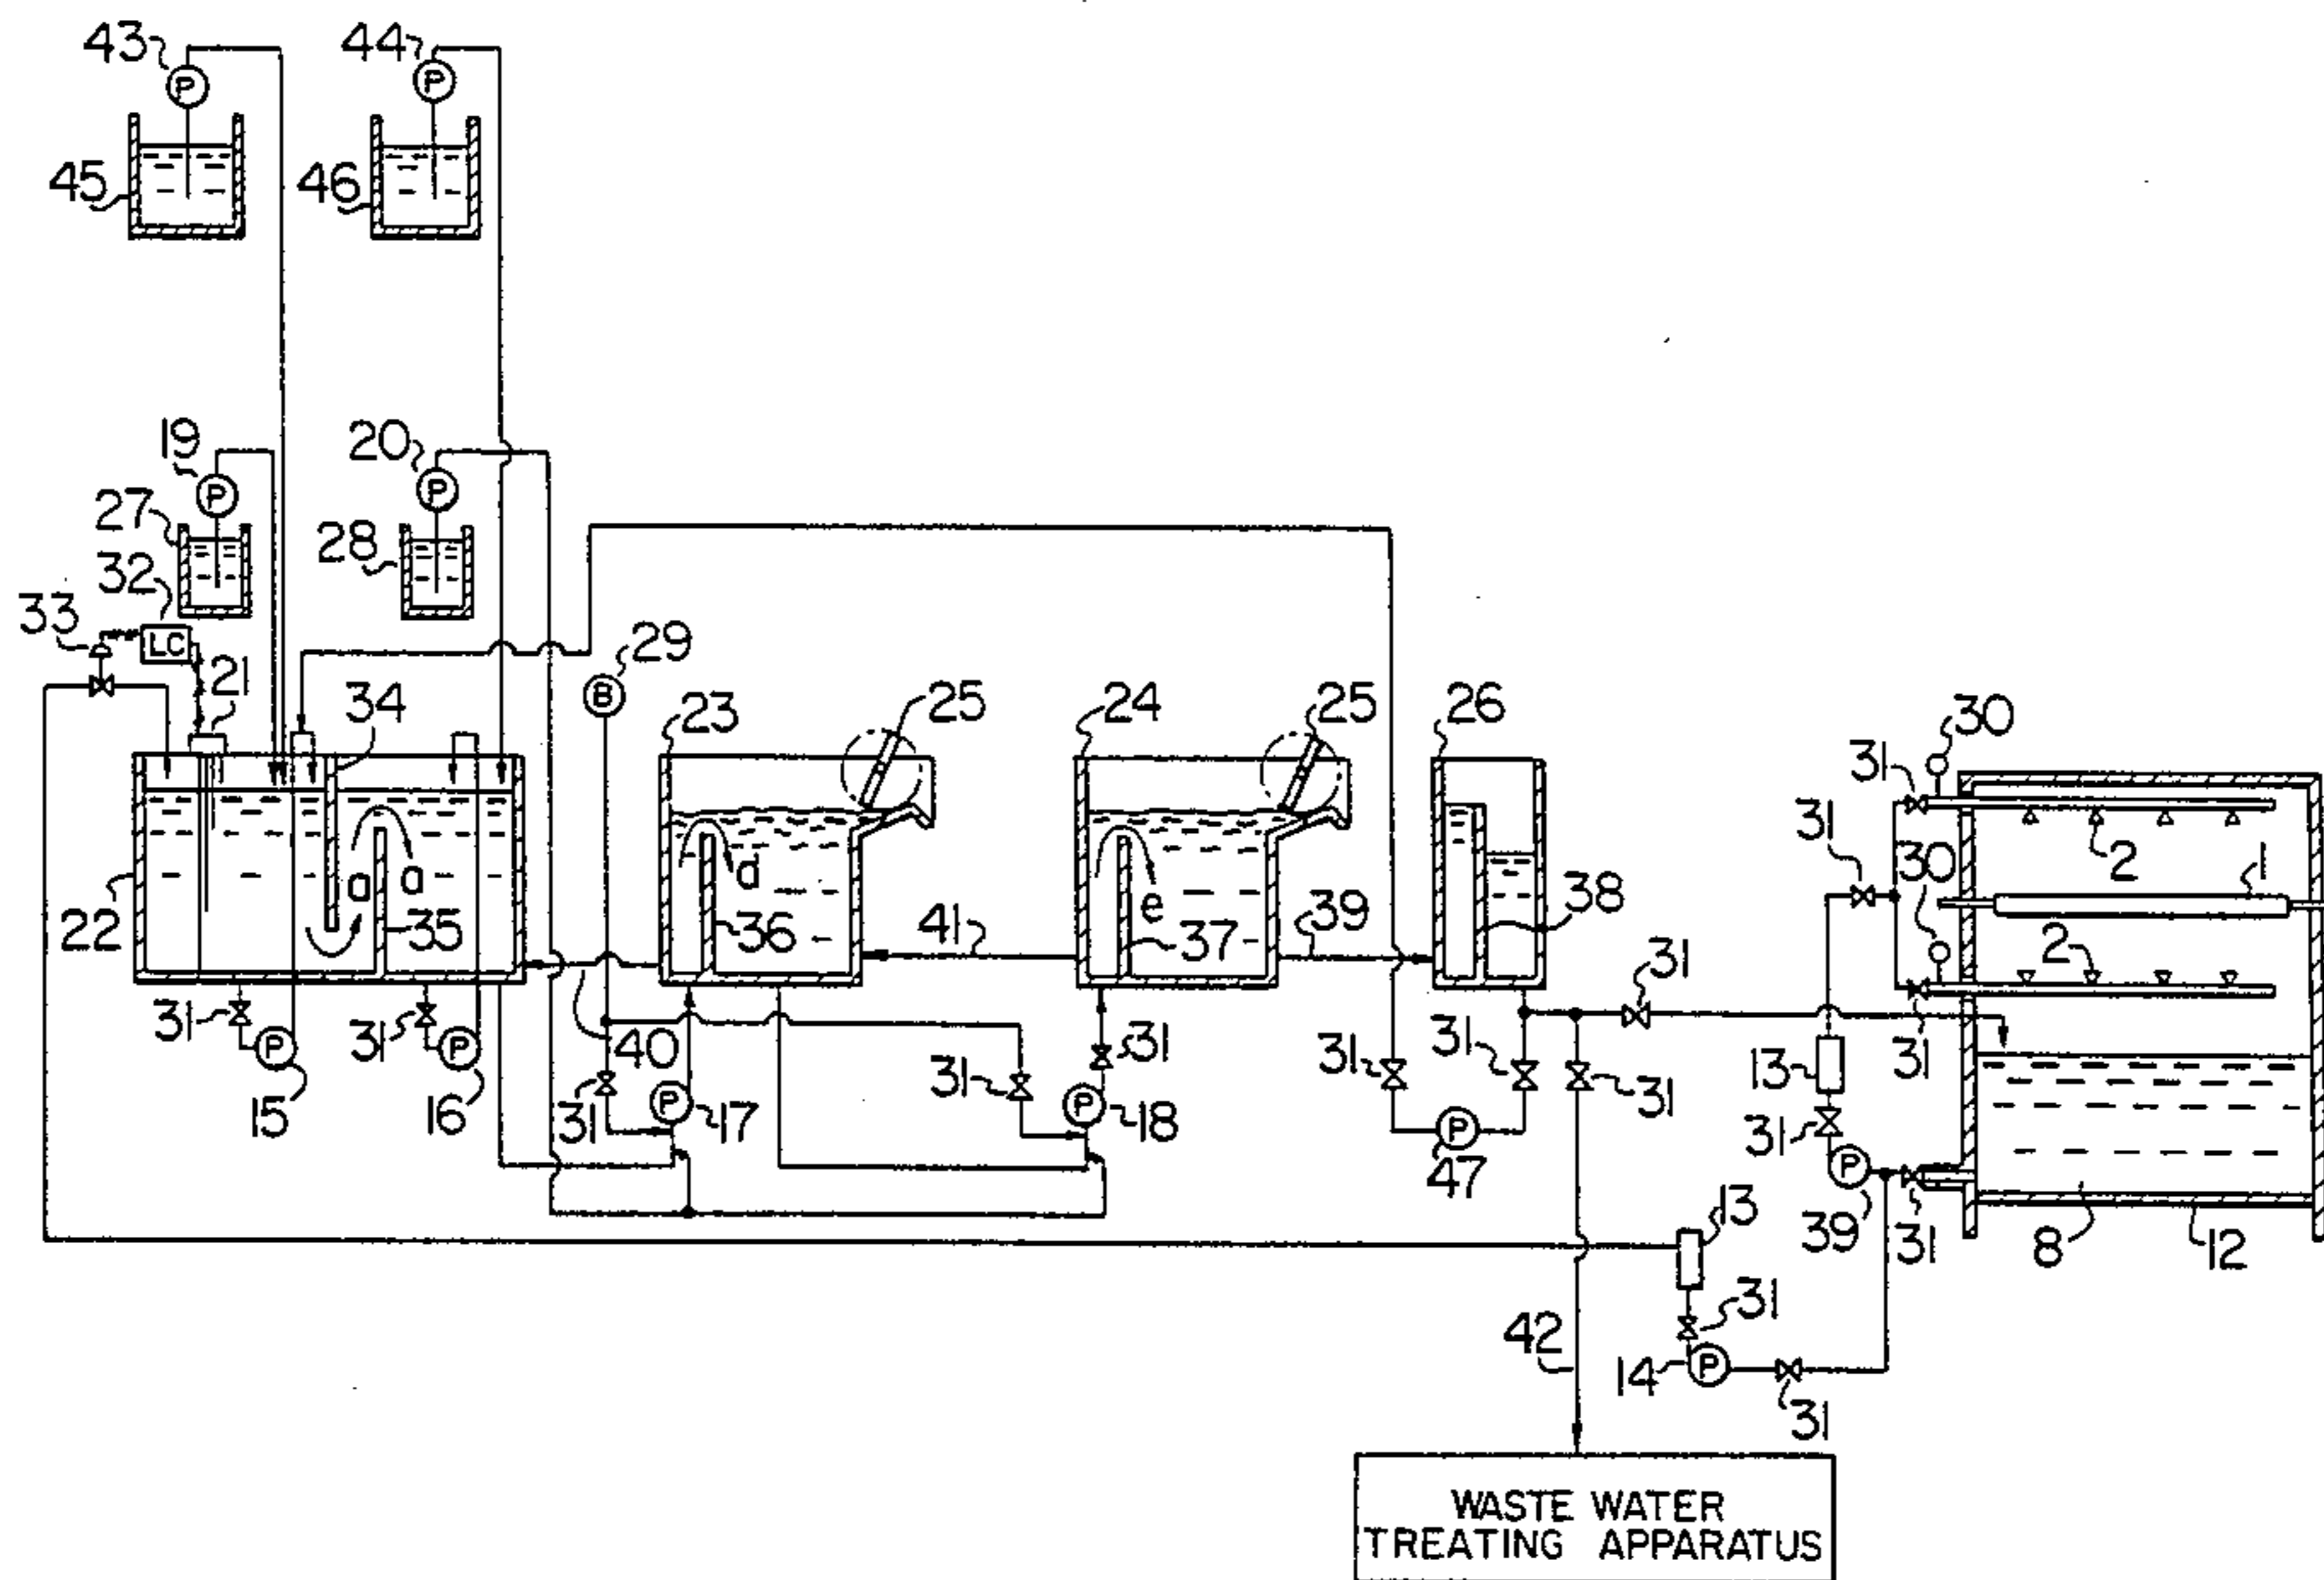 43 P 44 P
45 46
19 P 20 P
27 28
32
33 LC 21
34 B 29
23 25 24 25 26
30
31
31
30 2
1
22 a a 35 d 36 41 e 37 39 38 2
31
31 P 15 31 P 16 40 31 P 17 31 P 18 31
31 31 31
P 47
13 31
31 P 39 31
8 12
13
31
42 14 P 31
WASTE WATER
TREATING APPARATUS